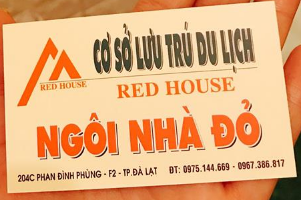 CƠ SỞ LƯU TRÚ DU LỊCH
RED HOUSE
RED HOUSE
NGÔI NHÀ ĐỎ
204C PHAN ĐÌNH PHÙNG - F2 - TP.ĐÀ LẠT ĐT: 0975.144.669 - 0967.386.817